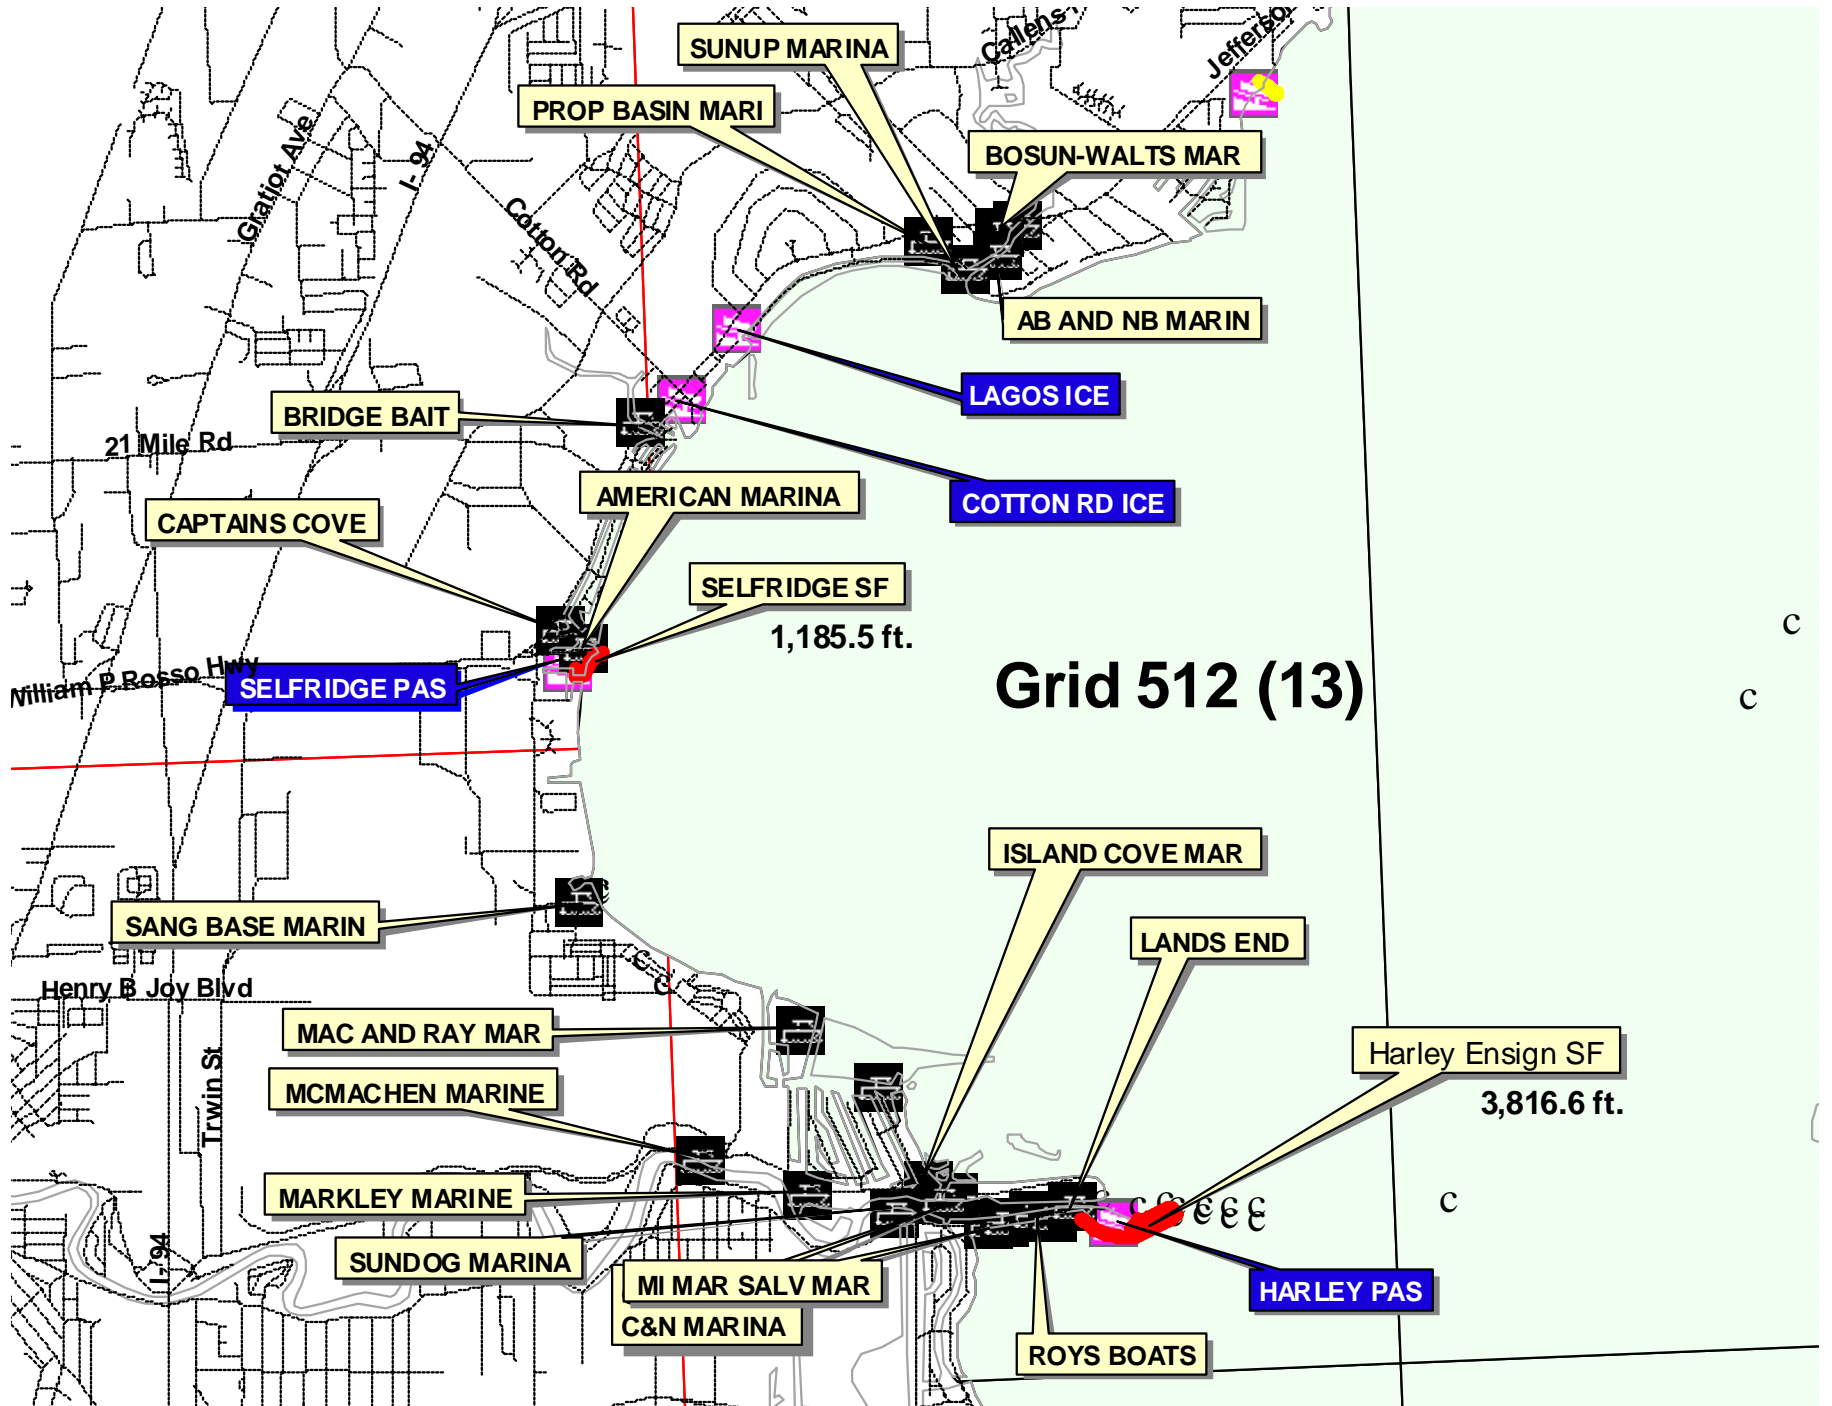 SUNUP MARINA
Callens
Jefferson
PROP BASIN MARI
BOSUN-WALTS MAR
Gratiot Ave
I- 94
Cotton Rd
AB AND NB MARIN
LAGOS ICE
BRIDGE BAIT
21 Mile Rd
AMERICAN MARINA
COTTON RD ICE
CAPTAINS COVE
SELFRIDGE SF
1,185.5 ft.
c
William P Rosso Hwy
SELFRIDGE PAS
Grid 512 (13)
c
ISLAND COVE MAR
SANG BASE MARIN
c
LANDS END
c
c
Henry B Joy Blvd
MAC AND RAY MAR
Harley Ensign SF
3,816.6 ft.
Trwin St
MCMACHEN MARINE
MARKLEY MARINE
c c c c c c c
c
I- 94
SUNDOG MARINA
MI MAR SALV MAR
HARLEY PAS
C&N MARINA
ROYS BOATS